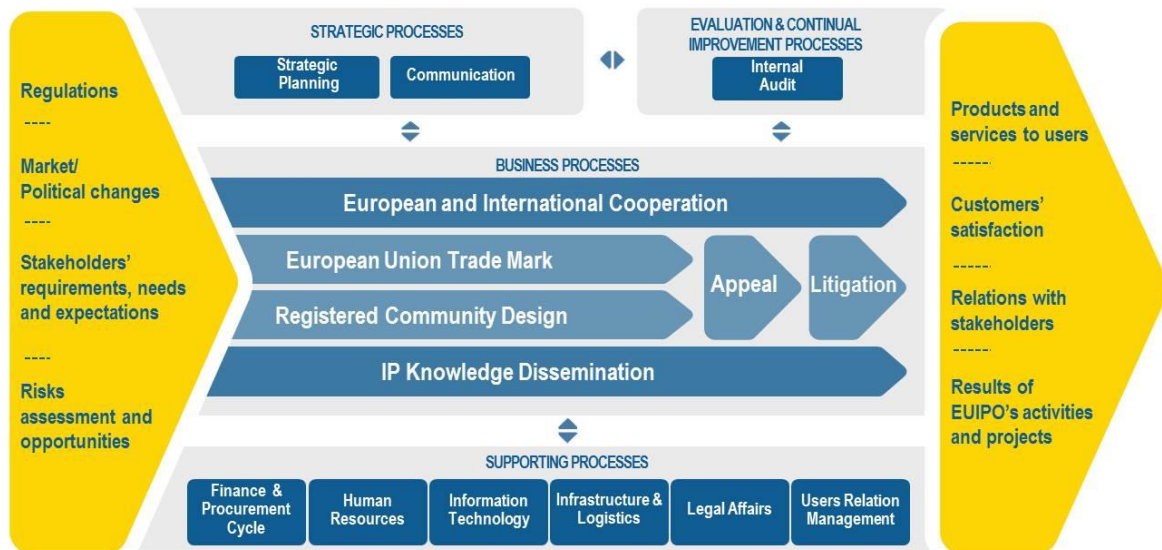 Regulations
----
Market/
Political changes
----
Stakeholders'
requirements, needs
and expectations
----
Risks
assessment and
opportunities
STRATEGIC PROCESSES
Strategic
Planning
Communication
EVALUATION & CONTINUAL
IMPROVEMENT PROCESSES
Internal
Audit
BUSINESS PROCESSES
European and International Cooperation
European Union Trade Mark
Registered Community Design
Appeal
Litigation
IP Knowledge Dissemination
SUPPORTING PROCESSES
Finance &
Procurement
Cycle
Human
Resources
Information
Technology
Infrastructure &
Logistics
Legal Affairs
Users Relation
Management
Products and
services to users
-----
Customers'
satisfaction
-----
Relations with
stakeholders
-----
Results of
EUIPO's activities
and projects